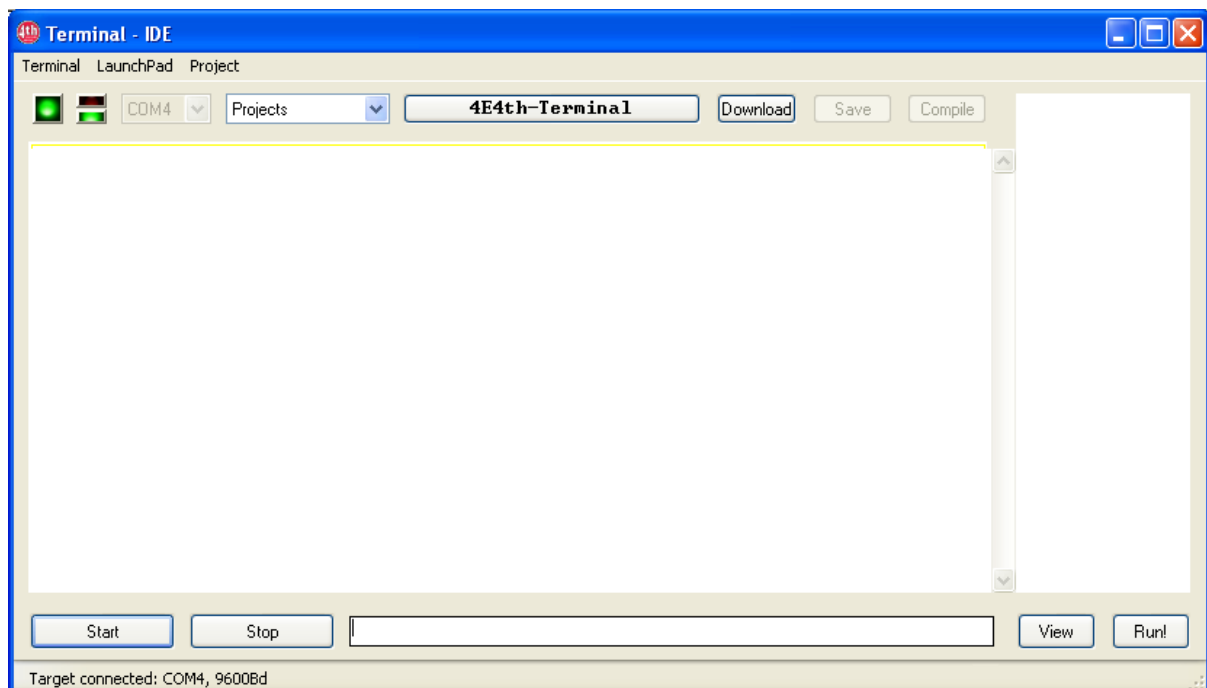 4th Terminal - IDE
Terminal LaunchPad Project
COM4 Projects 4E4th-Terminal Download Save Compile
Start Stop View Run!
Target connected: COM4, 9600Bd